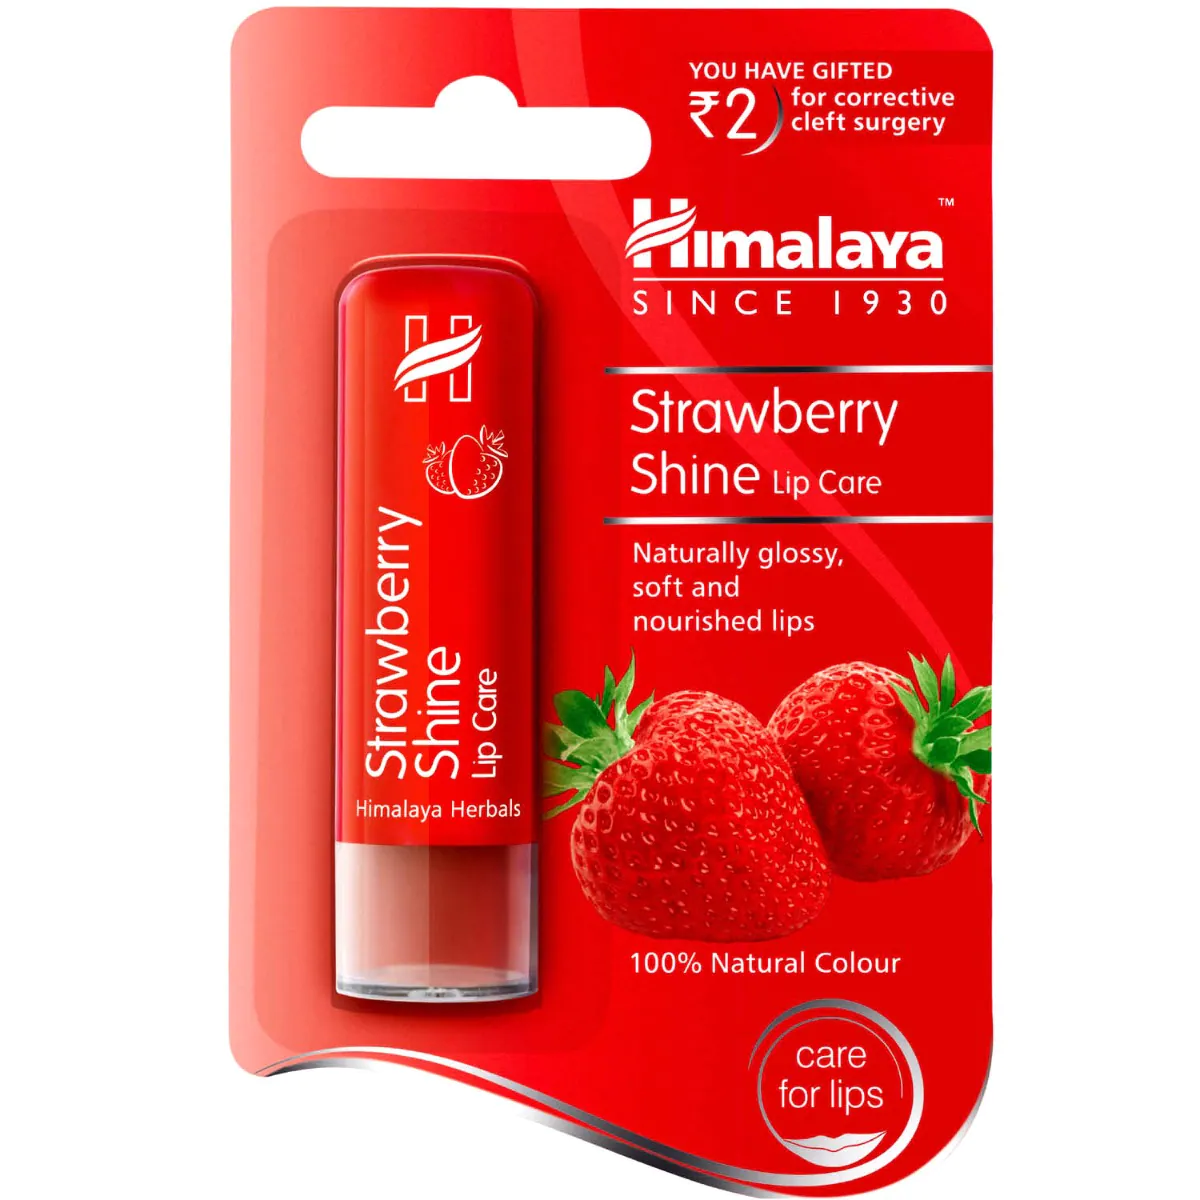 YOU HAVE GIFTED
₹2 for corrective
cleft surgery
Himalaya™
SINCE 1930
Strawberry
Shine Lip Care
Naturally glossy,
soft and
nourished lips
100% Natural Colour
care
for lips
H
Strawberry
Shine
Lip Care
Himalaya Herbals